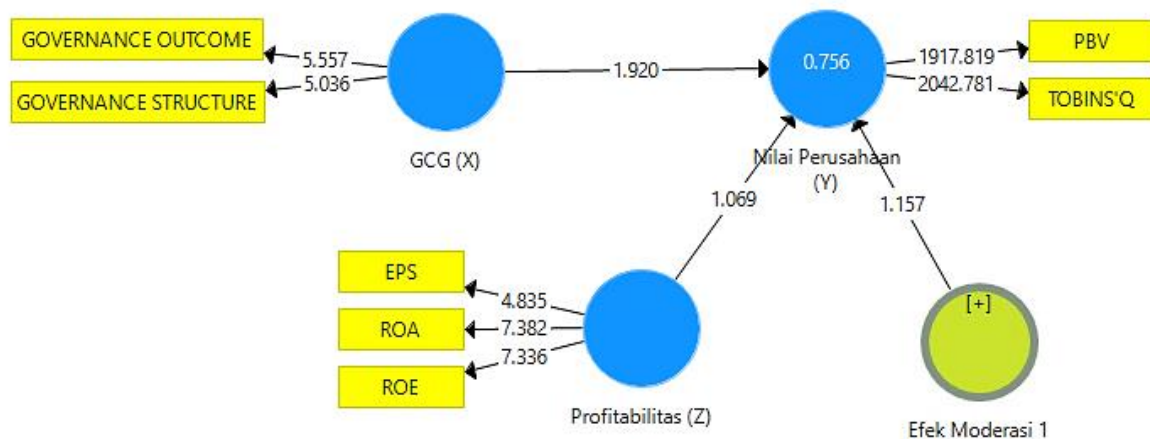 GOVERNANCE OUTCOME
GOVERNANCE STRUCTURE
5.557
5.036
GCG (X)
1.920
0.756
Nilai Perusahaan
(Y)
1917.819
2042.781
PBV
TOBINS'Q
1.069
1.157
EPS
ROA
ROE
4.835
7.382
7.336
Profitabilitas (Z)
[+]
Efek Moderasi 1